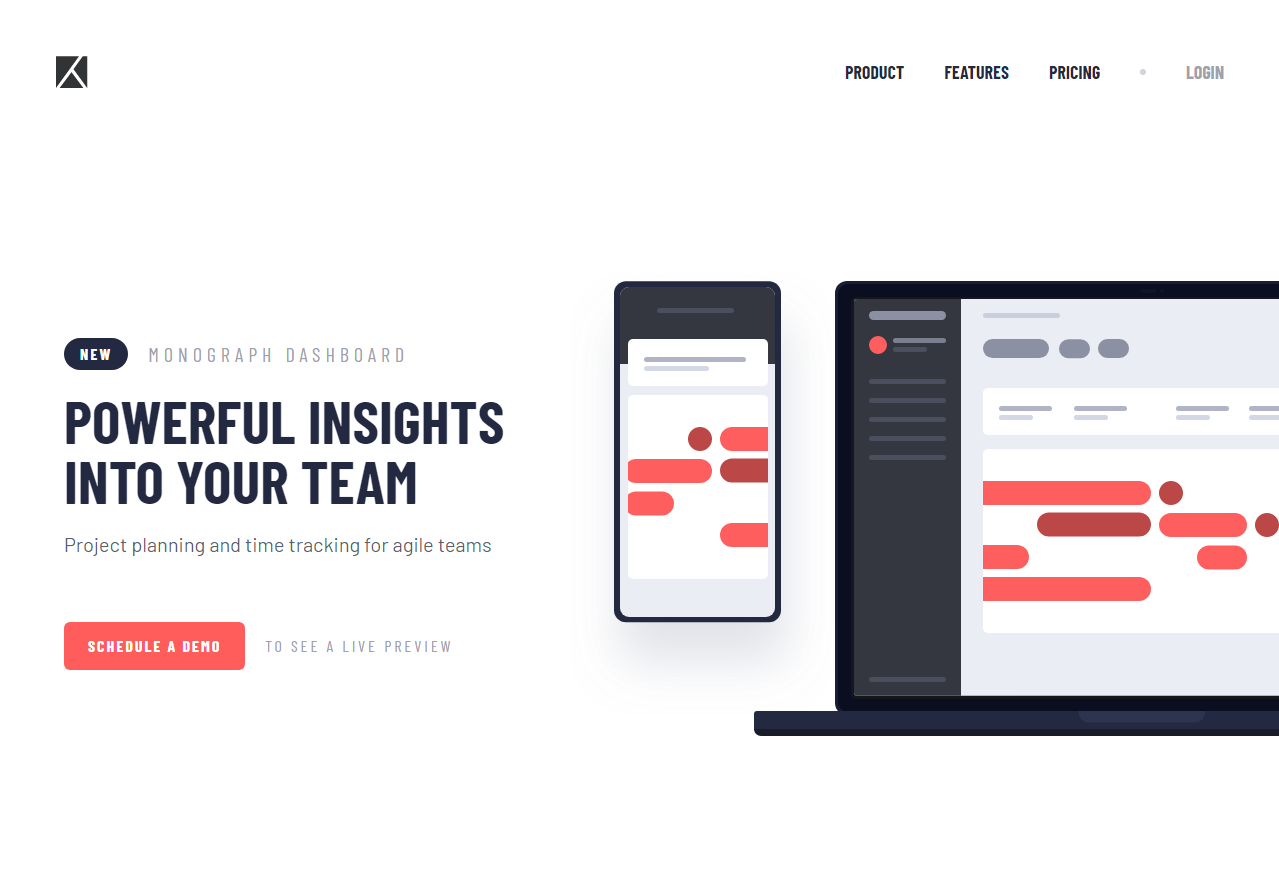 PRODUCT FEATURES PRICING • LOGIN
NEW MONOGRAPH DASHBOARD
POWERFUL INSIGHTS
INTO YOUR TEAM
Project planning and time tracking for agile teams
SCHEDULE A DEMO TO SEE A LIVE PREVIEW